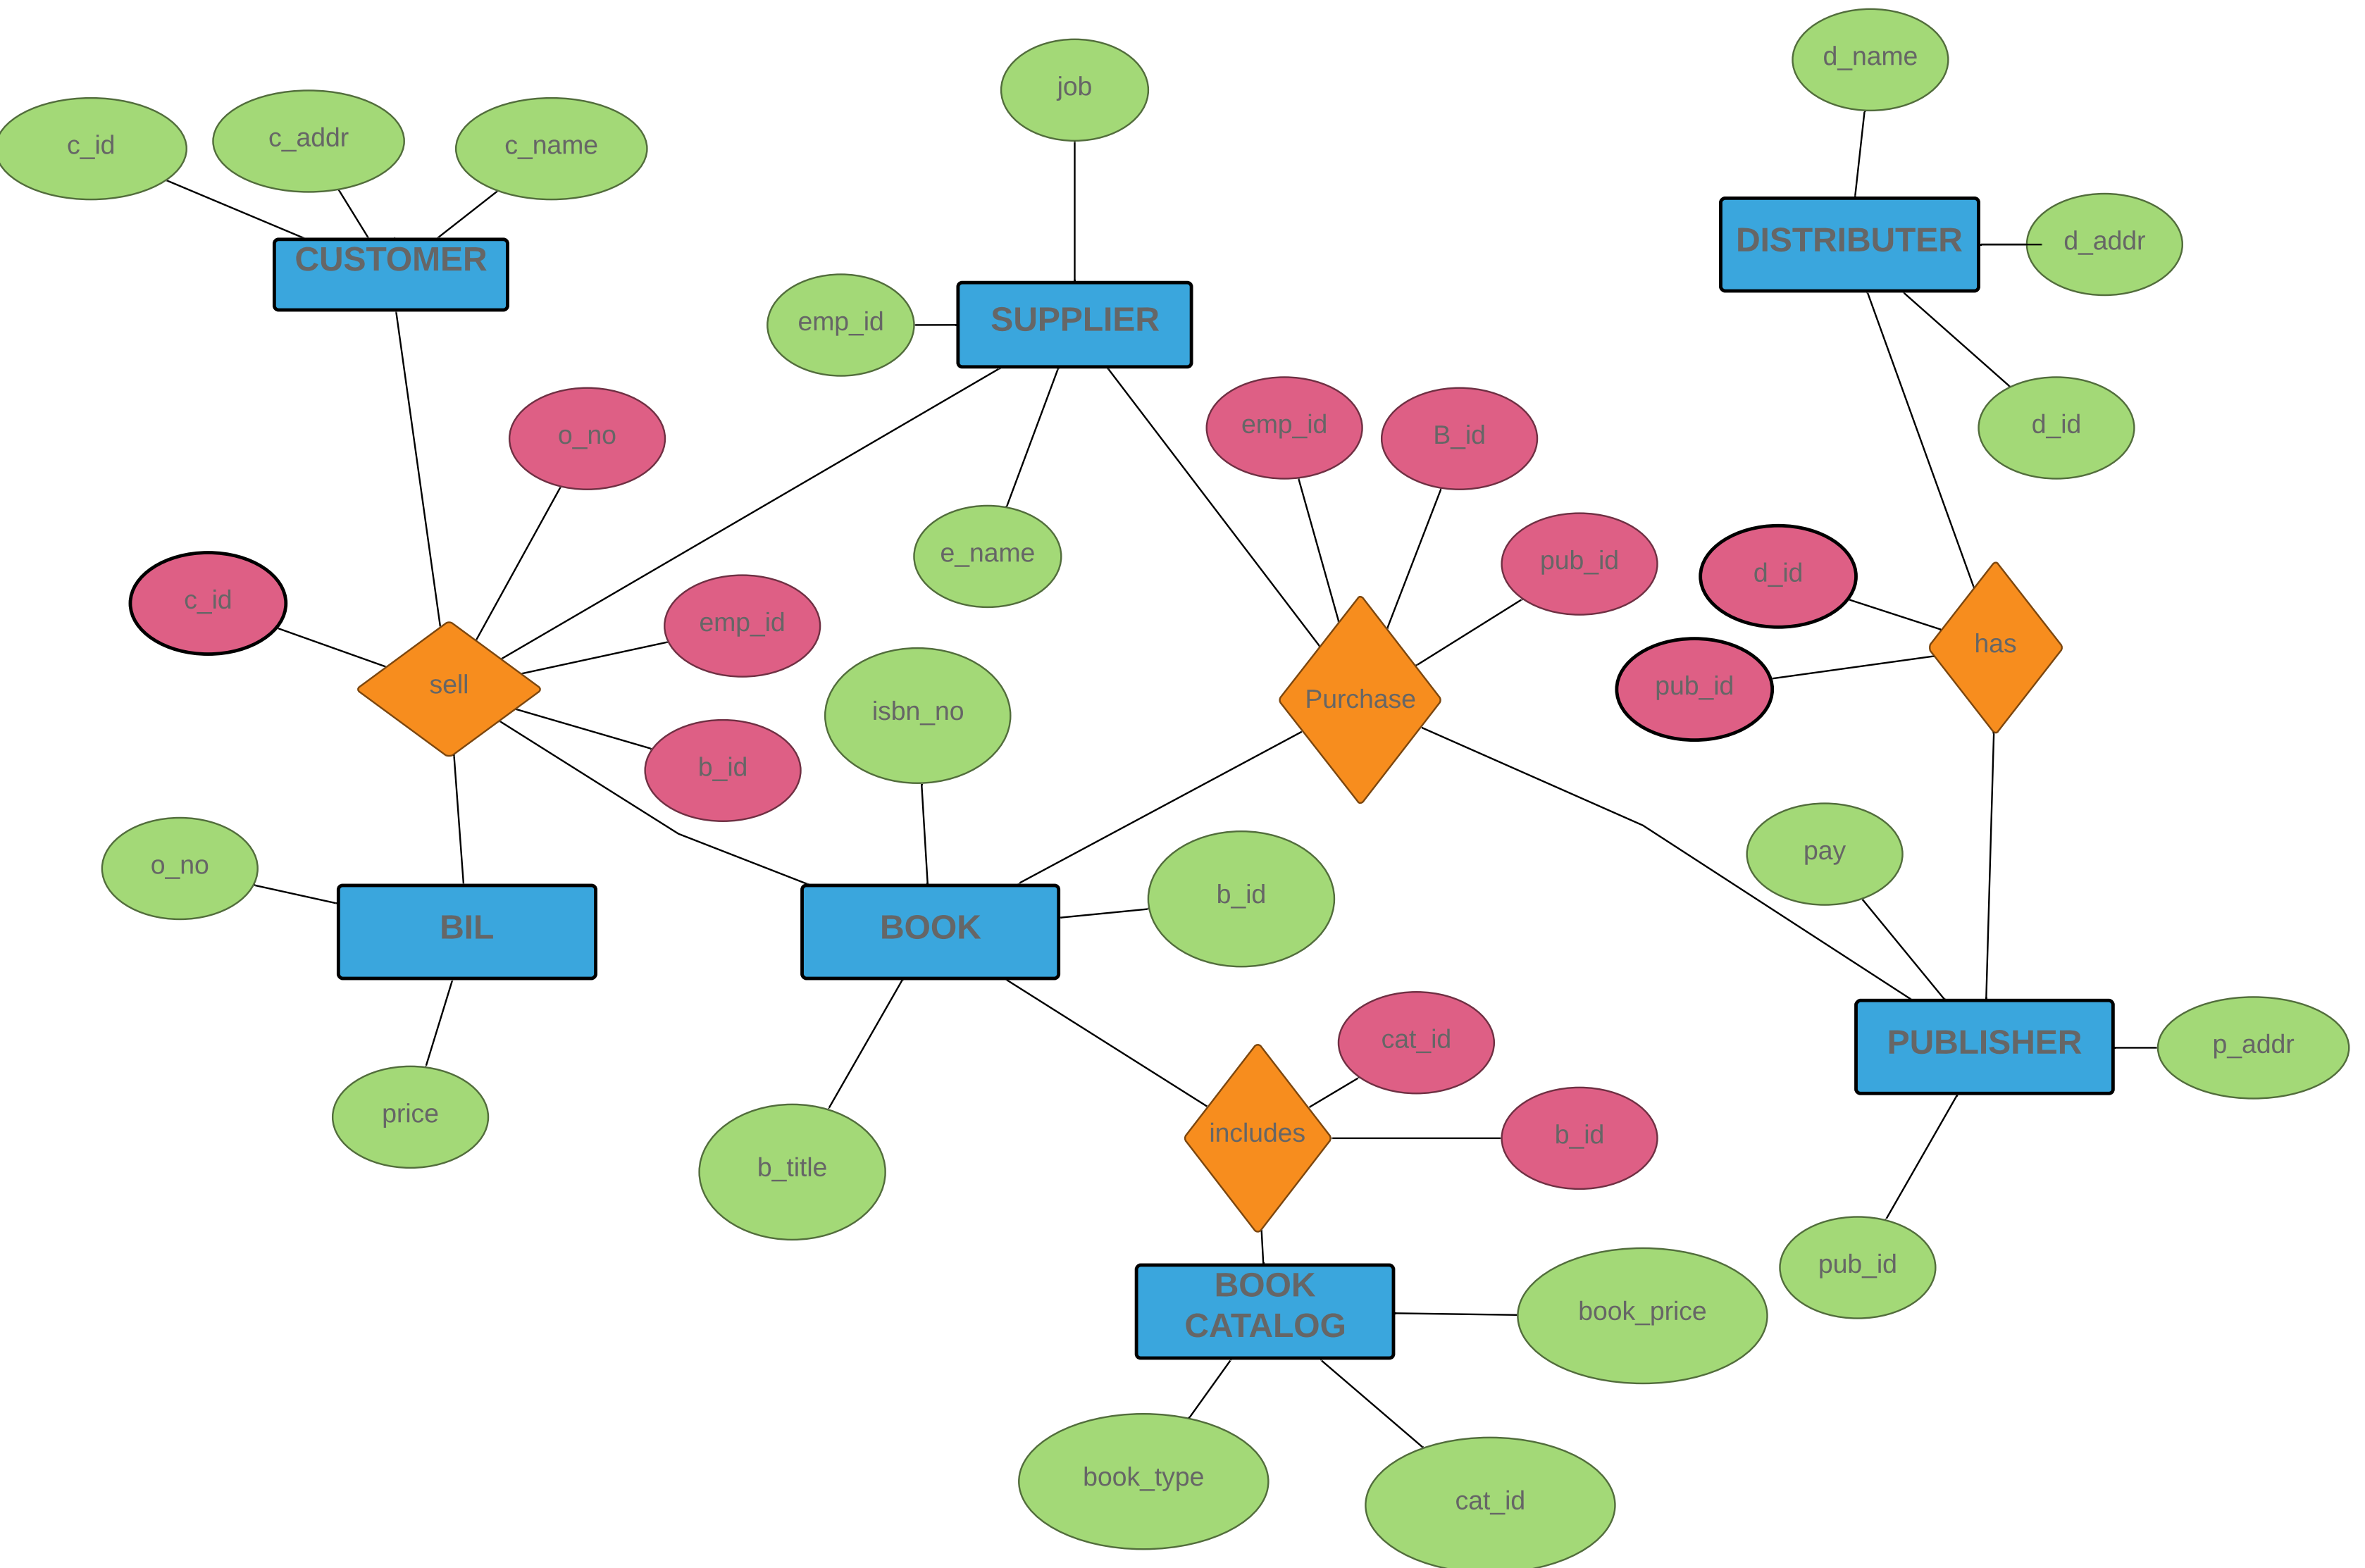 d_name
job
c_id
c_addr
c_name
CUSTOMER
DISTRIBUTER
d_addr
emp_id
SUPPLIER
o_no
emp_id
B_id
d_id
e_name
pub_id
c_id
emp_id
d_id
has
sell
isbn_no
Purchase
pub_id
b_id
o_no
pay
b_id
BIL
BOOK
cat_id
PUBLISHER
p_addr
price
includes
b_id
b_title
pub_id
BOOK
CATALOG
book_price
book_type
cat_id